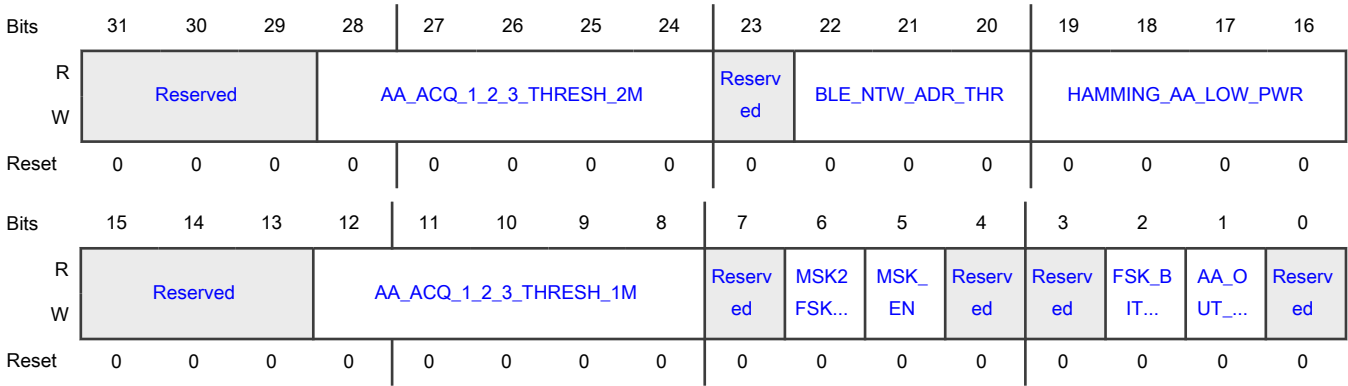 Bits 31 30 29 28 27 26 25 24 23 22 21 20 19 18 17 16
R
W
Reserved AA_ACQ_1_2_3_THRESH_2M Reserv
ed BLE_NTW_ADR_THR HAMMING_AA_LOW_PWR
Reset 0 0 0 0 0 0 0 0 0 0 0 0 0 0 0 0
Bits 15 14 13 12 11 10 9 8 7 6 5 4 3 2 1 0
R
W
Reserved AA_ACQ_1_2_3_THRESH_1M Reserv MSK2 MSK_ Reserv Reserv FSK_B AA_O Reserv
ed FSK... EN ed ed IT... UT_... ed
Reset 0 0 0 0 0 0 0 0 0 0 0 0 0 0 0 0